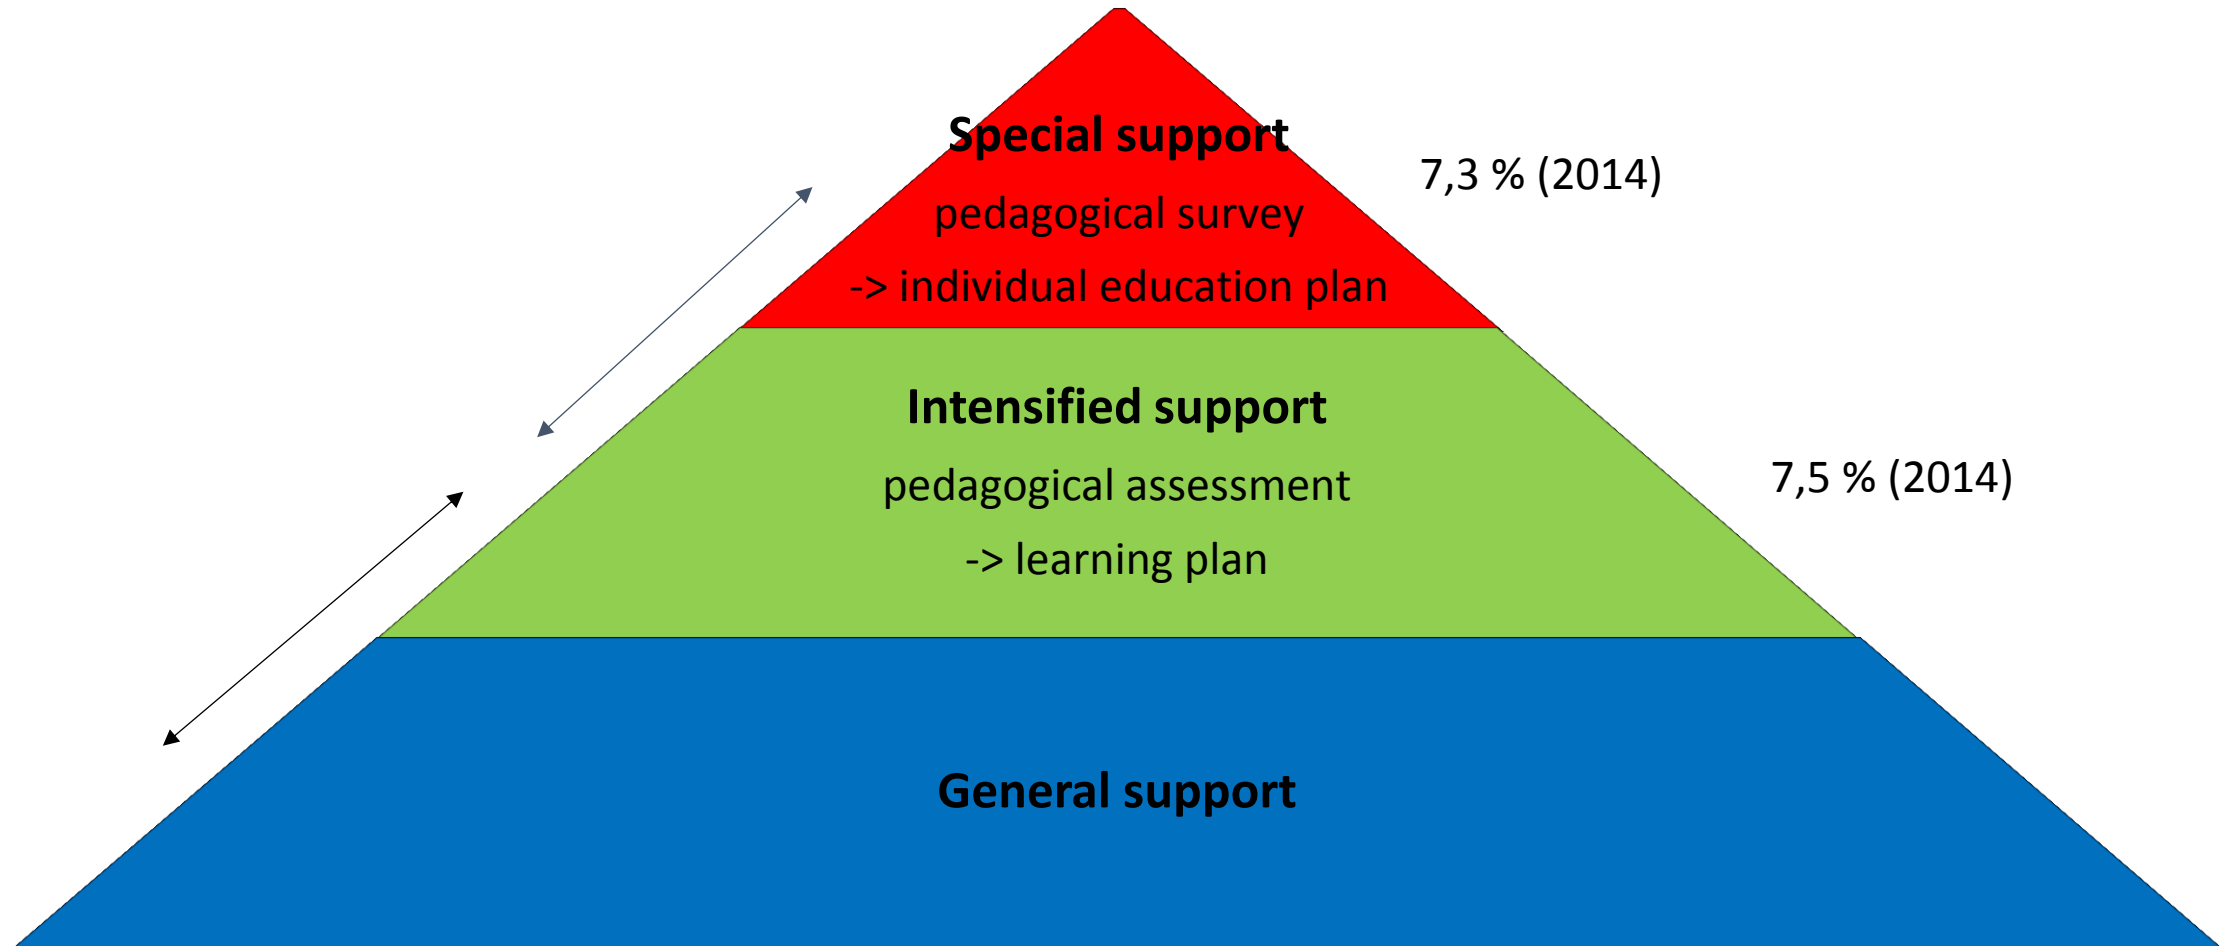 Special support
7,3 % (2014)
pedagogical survey
-> individual education plan
Intensified support
7,5 % (2014)
pedagogical assessment
-> learning plan
General support